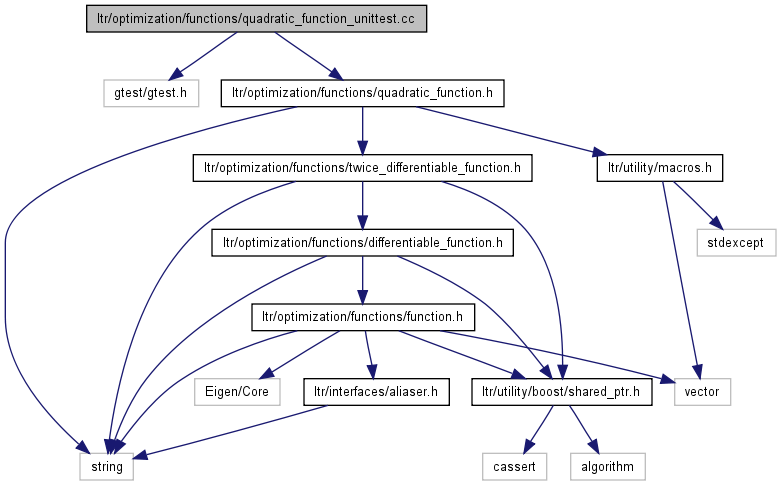 ltr/optimization/functions/quadratic_function_unittest.cc
gtest/gtest.h
ltr/optimization/functions/quadratic_function.h
ltr/optimization/functions/twice_differentiable_function.h
ltr/utility/macros.h
ltr/optimization/functions/differentiable_function.h
stdexcept
ltr/optimization/functions/function.h
Eigen/Core
ltr/interfaces/aliaser.h
ltr/utility/boost/shared_ptr.h
vector
string
cassert
algorithm